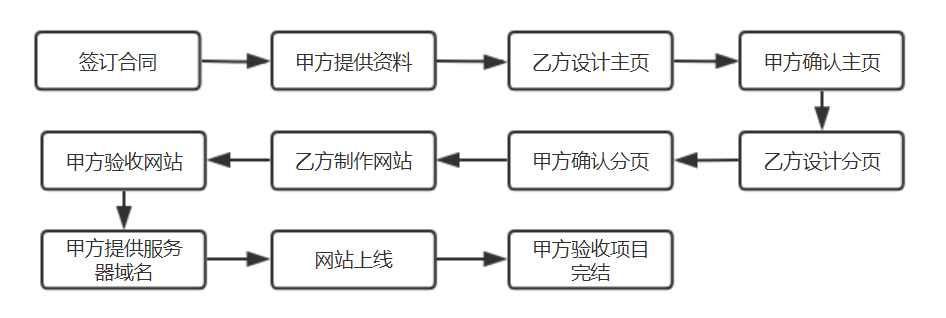 签订合同
甲方提供资料
乙方设计主页
甲方确认主页
乙方设计分页
甲方确认分页
乙方制作网站
甲方验收网站
甲方提供服务
器域名
网站上线
甲方验收项目
完结